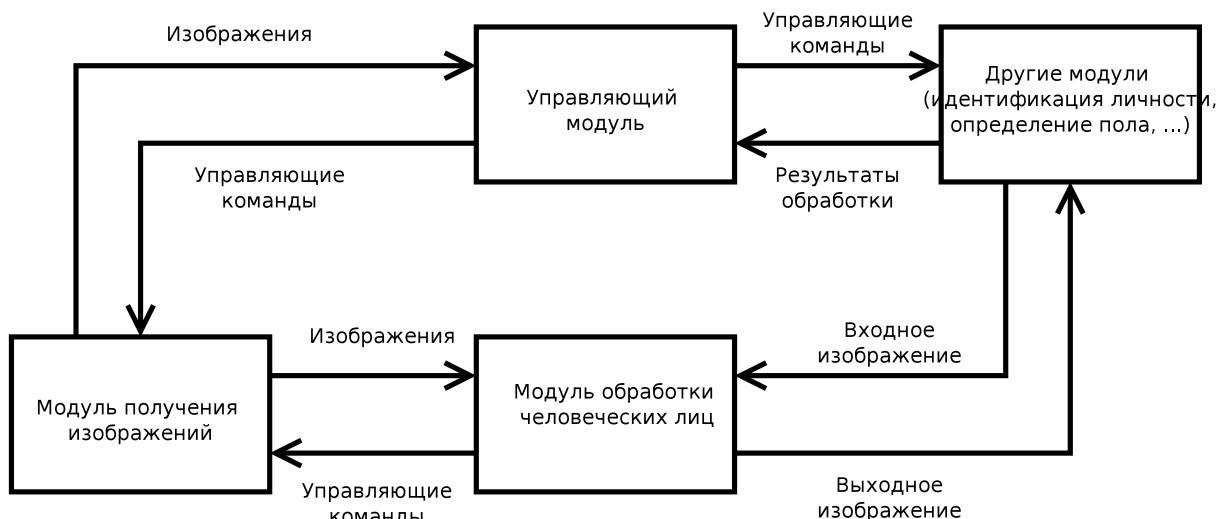 Изображения
Управляющие
команды
Управляющий
модуль
Другие модули
(идентификация личности,
определение пола, ...)
Управляющие
команды
Результаты
обработки
Изображения
Входное
изображение
Модуль получения
изображений
Модуль обработки
человеческих лиц
Управляющие
команды
Выходное
изображение